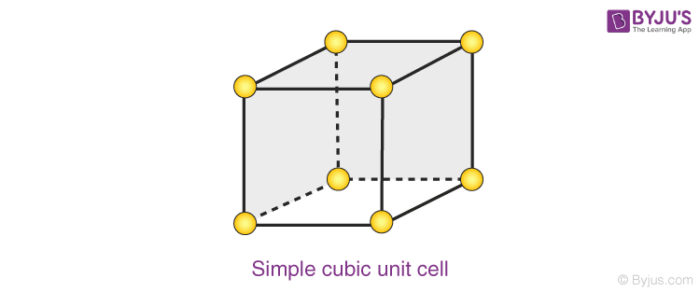 BYJU'S
The Learning App
Simple cubic unit cell
© Byjus.com